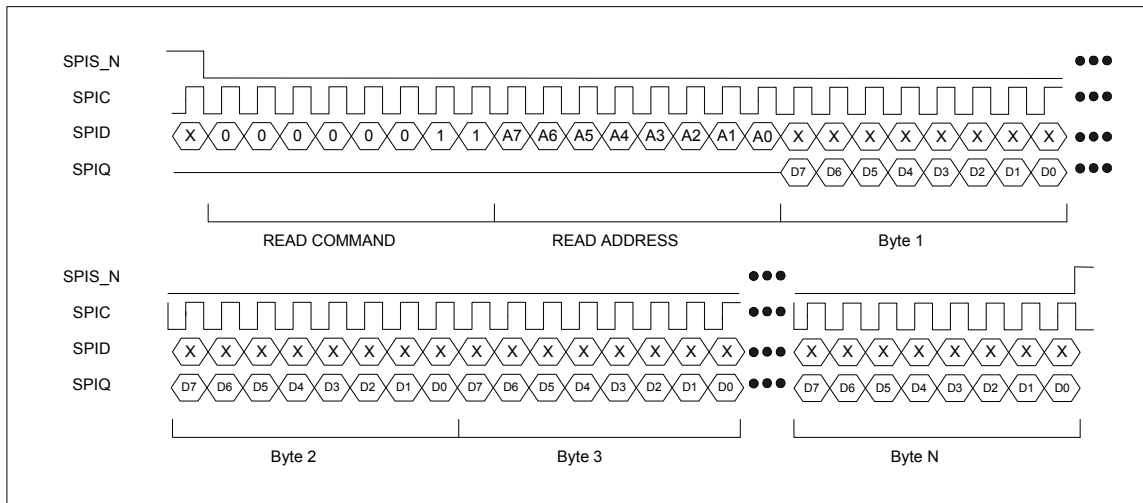 SPIS_N
SPIC
SPID X 0 0 0 0 0 0 1 1 A7 A6 A5 A4 A3 A2 A1 A0 X X X X X X X X
SPIQ D7 D6 D5 D4 D3 D2 D1 D0
READ COMMAND READ ADDRESS Byte 1
SPIS_N
SPIC
SPID X X X X X X X X X X X X X X X X X X X X X X X X
SPIQ D7 D6 D5 D4 D3 D2 D1 D0 D7 D6 D5 D4 D3 D2 D1 D0 D7 D6 D5 D4 D3 D2 D1 D0
Byte 2 Byte 3 Byte N